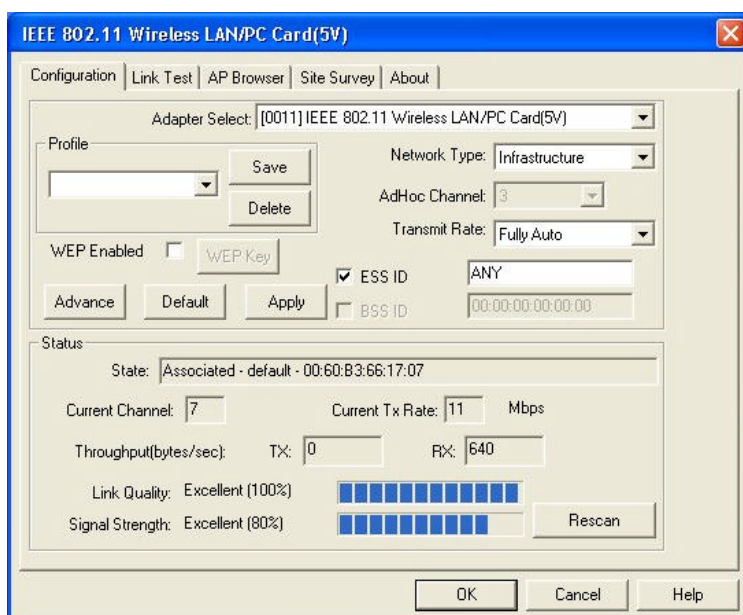 IEEE 802.11 Wireless LAN/PC Card(5V)
Configuration Link Test AP Browser Site Survey About
Adapter Select: [0011] IEEE 802.11 Wireless LAN/PC Card(5V)
Profile
Save
Delete
Network Type: Infrastructure
AdHoc Channel: 3
Transmit Rate: Fully Auto
WEP Enabled WEP Key
ESS ID ANY
Advance Default Apply
BSS ID 00:00:00:00:00:00
Status
State: Associated - default - 00:60:B3:66:17:07
Current Channel: 7 Current Tx Rate: 11 Mbps
Throughput(bytes/sec): TX: 0 RX: 640
Link Quality: Excellent (100%)
Signal Strength: Excellent (80%)
Rescan
OK Cancel Help